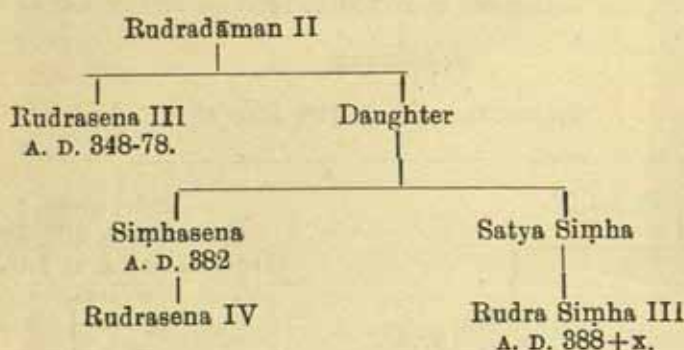 Rudradāman II
Rudrasena III Daughter
A. D. 348-78.
Siṃhasena Satya Siṃha
A. D. 382
Rudrasena IV Rudra Siṃha III
A. D. 388+x.